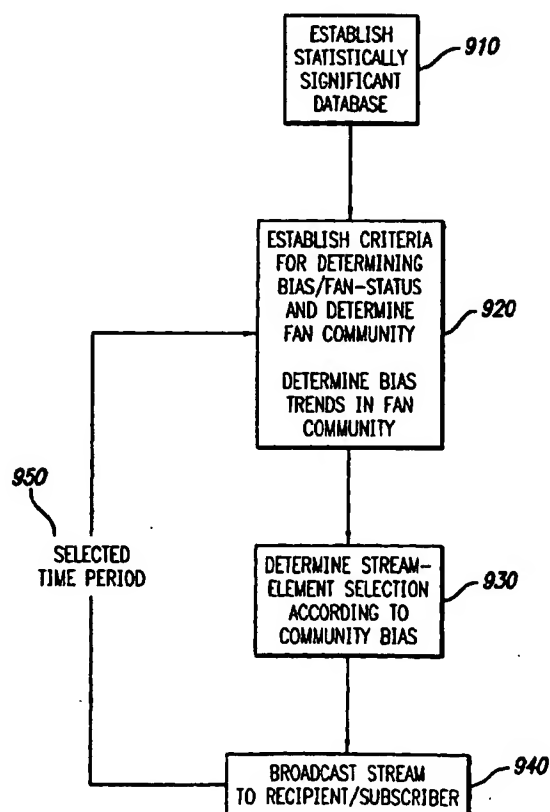 ESTABLISH
STATISTICALLY
SIGNIFICANT
DATABASE
910
ESTABLISH CRITERIA
FOR DETERMINING
BIAS/FAN-STATUS
AND DETERMINE
FAN COMMUNITY
DETERMINE BIAS
TRENDS IN FAN
COMMUNITY
920
950
SELECTED
TIME PERIOD
DETERMINE STREAM-
ELEMENT SELECTION
ACCORDING TO
COMMUNITY BIAS
930
BROADCAST STREAM
TO RECIPIENT/SUBSCRIBER
940